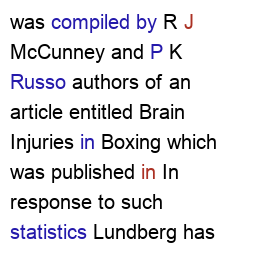 was compiled by R J
McCunney and P K
Russo authors of an
article entitled Brain
Injuries in Boxing which
was published in In
response to such
statistics Lundberg has